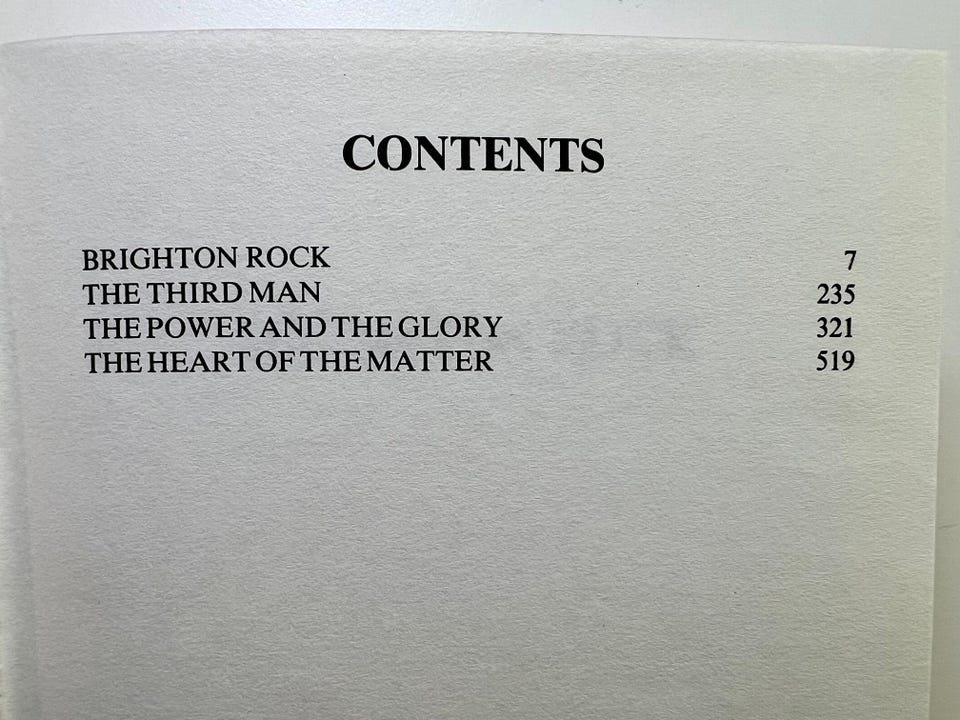 CONTENTS
BRIGHTON ROCK 7
THE THIRD MAN 235
THE POWER AND THE GLORY 321
THE HEART OF THE MATTER 519